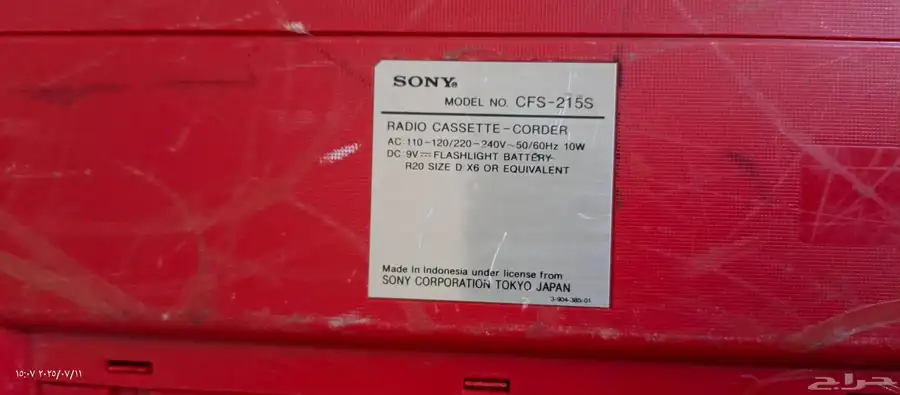 SONY®
MODEL NO. CFS-215S
RADIO CASSETTE-CORDER
AC: 110-120/220-240V~50/60Hz 10W
DC: 9V⎓FLASHLIGHT BATTERY
R20 SIZE D X6 OR EQUIVALENT
Made in Indonesia under license from
SONY CORPORATION TOKYO JAPAN
3-904-385-01
١٥:٠٧ ٢٠٢٥/٠٧/١١
حراج